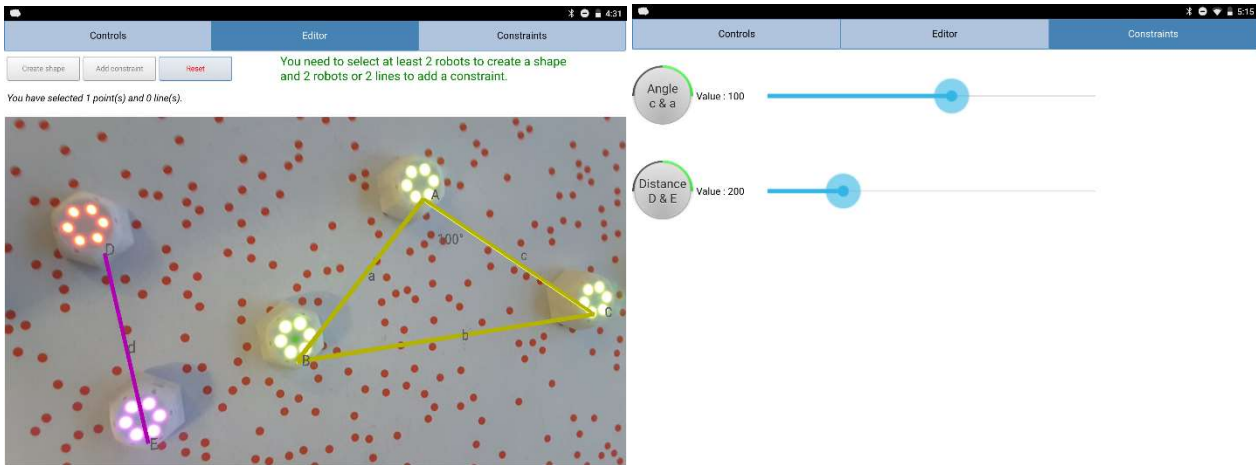 4:31
Controls
Editor
Constraints
Create shape
Add constraint
Reset
You need to select at least 2 robots to create a shape
and 2 robots or 2 lines to add a constraint.
You have selected 1 point(s) and 0 line(s).
A
D
100°
c
a
C
b
d
B
E
5:15
Controls
Editor
Constraints
Angle
c & a
Value : 100
Distance
D & E
Value : 200